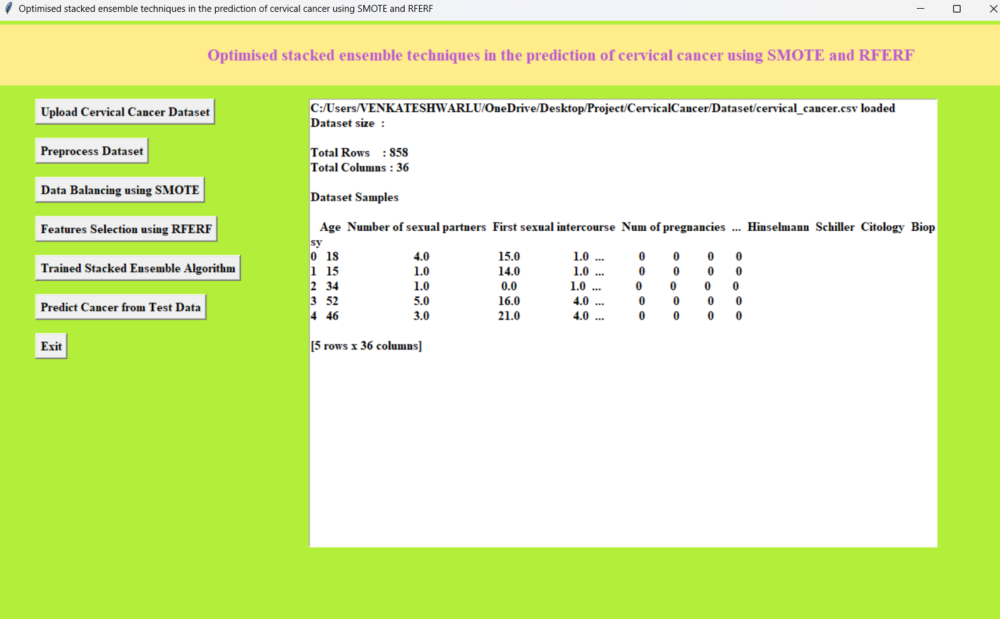 Optimised stacked ensemble techniques in the prediction of cervical cancer using SMOTE and RFERF
Optimised stacked ensemble techniques in the prediction of cervical cancer using SMOTE and RFERF
Upload Cervical Cancer Dataset
Preprocess Dataset
Data Balancing using SMOTE
Features Selection using RFERF
Trained Stacked Ensemble Algorithm
Predict Cancer from Test Data
Exit
C:/Users/VENKATESHWARLU/OneDrive/Desktop/Project/CervicalCancer/Dataset/cervical_cancer.csv loaded
Dataset size :
Total Rows : 858
Total Columns : 36
Dataset Samples
Age Number of sexual partners First sexual intercourse Num of pregnancies ... Hinselmann Schiller Citology Biop
sy
0 18 4.0 15.0 1.0 ... 0 0 0 0
1 15 1.0 14.0 1.0 ... 0 0 0 0
2 34 1.0 0.0 1.0 ... 0 0 0 0
3 52 5.0 16.0 4.0 ... 0 0 0 0
4 46 3.0 21.0 4.0 ... 0 0 0 0
[5 rows x 36 columns]